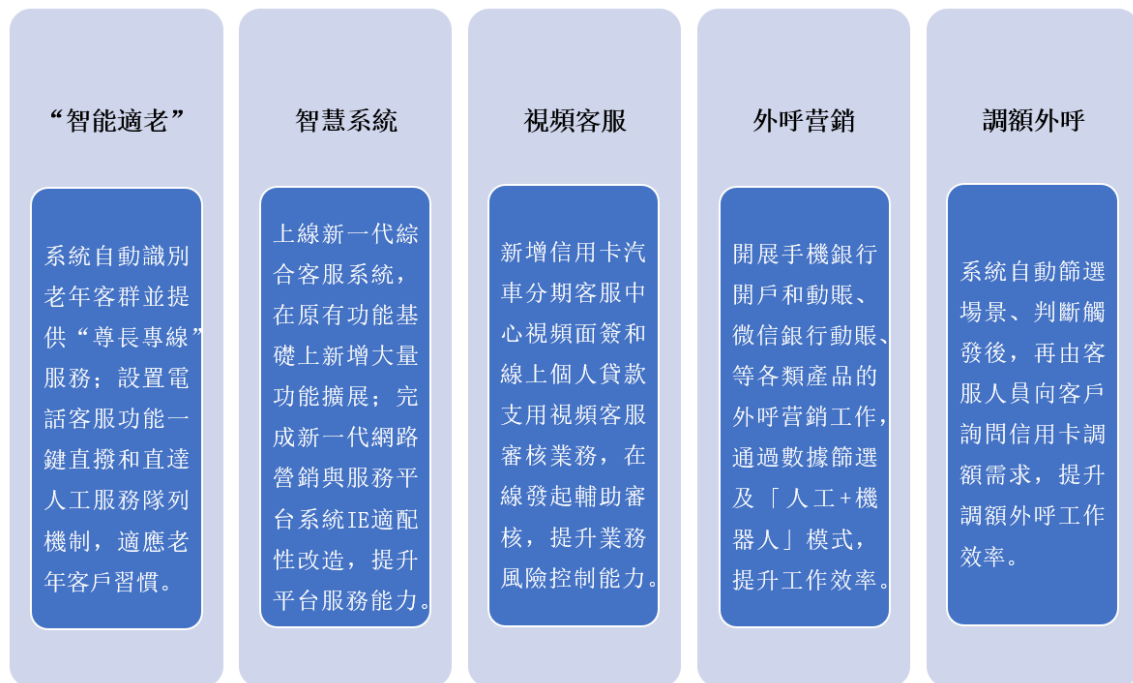 “智能適老”
系統自動識別
老年客群並提
供“尊長專線”
服務；設置電
話客服功能一
鍵直撥和直達
人工服務隊列
機制，適應老
年客戶習慣。
智慧系統
上線新一代綜
合客服系統，
在原有功能基
礎上新增大量
功能擴展；完
成新一代網路
營銷與服務平
台系統IE適配
性改造，提升
平台服務能力。
視頻客服
新增信用卡汽
車分期客服中
心視頻面簽和
線上個人貸款
支用視頻客服
審核業務，在
線發起輔助審
核，提升業務
風險控制能力。
外呼营銷
開展手機銀行
開戶和動賬、
微信銀行動賬、
等各類產品的
外呼营銷工作，
通過數據篩選
及「人工+機
器人」模式，
提升工作效率。
調額外呼
系統自動篩選
場景、判斷觸
發後，再由客
服人員向客戶
詢問信用卡調
額需求，提升
調額外呼工作
效率。